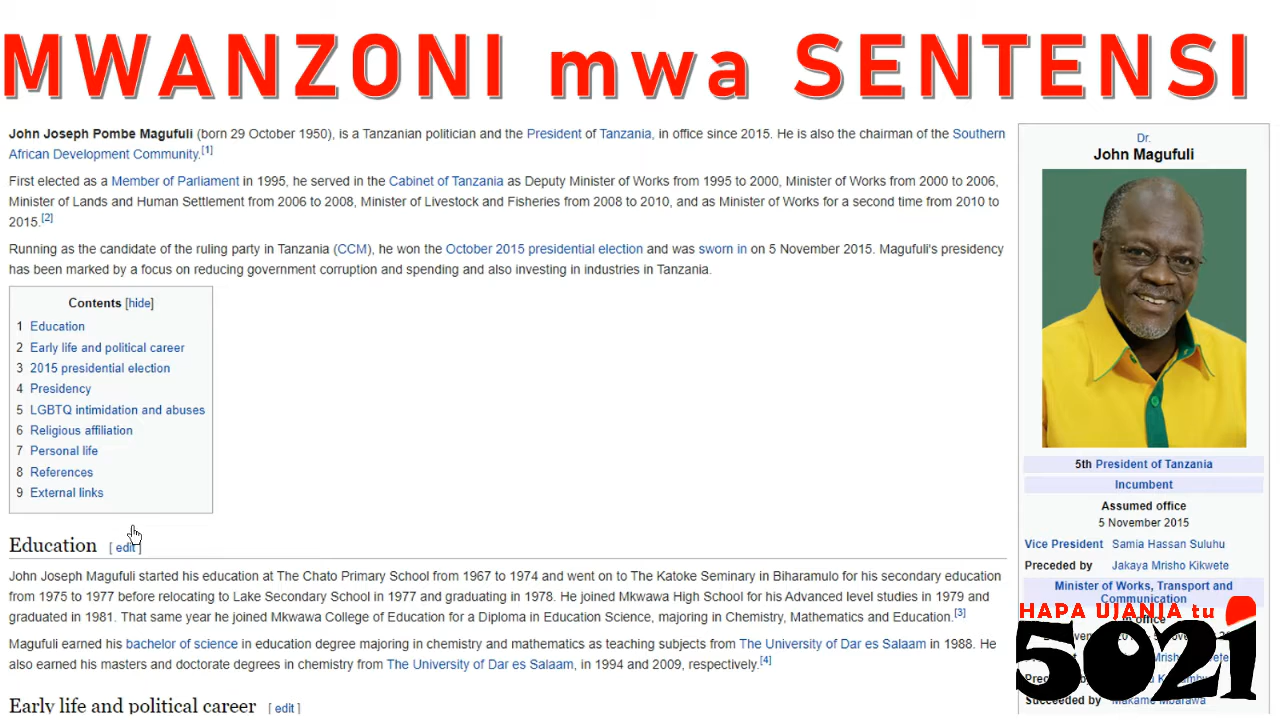 MWANZONI mwa SENTENSI
John Joseph Pombe Magufuli (born 29 October 1950), is a Tanzanian politician and the President of Tanzania, in office since 2015. He is also the chairman of the Southern
African Development Community.[1]
First elected as a Member of Parliament in 1995, he served in the Cabinet of Tanzania as Deputy Minister of Works from 1995 to 2000, Minister of Works from 2000 to 2006,
Minister of Lands and Human Settlement from 2006 to 2008, Minister of Livestock and Fisheries from 2008 to 2010, and as Minister of Works for a second time from 2010 to
2015.[2]
Running as the candidate of the ruling party in Tanzania (CCM), he won the October 2015 presidential election and was sworn in on 5 November 2015. Magufuli's presidency
has been marked by a focus on reducing government corruption and spending and also investing in industries in Tanzania.
Contents [hide]
1 Education
2 Early life and political career
3 2015 presidential election
4 Presidency
5 LGBTQ intimidation and abuses
6 Religious affiliation
7 Personal life
8 References
9 External links
Education [ edit ]
John Joseph Magufuli started his education at The Chato Primary School from 1967 to 1974 and went on to The Katoke Seminary in Biharamulo for his secondary education
from 1975 to 1977 before relocating to Lake Secondary School in 1977 and graduating in 1978. He joined Mkwawa High School for his Advanced level studies in 1979 and
graduated in 1981. That same year he joined Mkwawa College of Education for a Diploma in Education Science, majoring in Chemistry, Mathematics and Education.[3]
Magufuli earned his bachelor of science in education degree majoring in chemistry and mathematics as teaching subjects from The University of Dar es Salaam in 1988. He
also earned his masters and doctorate degrees in chemistry from The University of Dar es Salaam, in 1994 and 2009, respectively.[4]
Early life and political career [ edit ]
Dr.
John Magufuli
5th President of Tanzania
Incumbent
Assumed office
5 November 2015
Vice President Samia Hassan Suluhu
Preceded by Jakaya Mrisho Kikwete
Minister of Works, Transport and
Communication
HAPA UJANJA tu
office
Succeeded by Makame Mbarawa